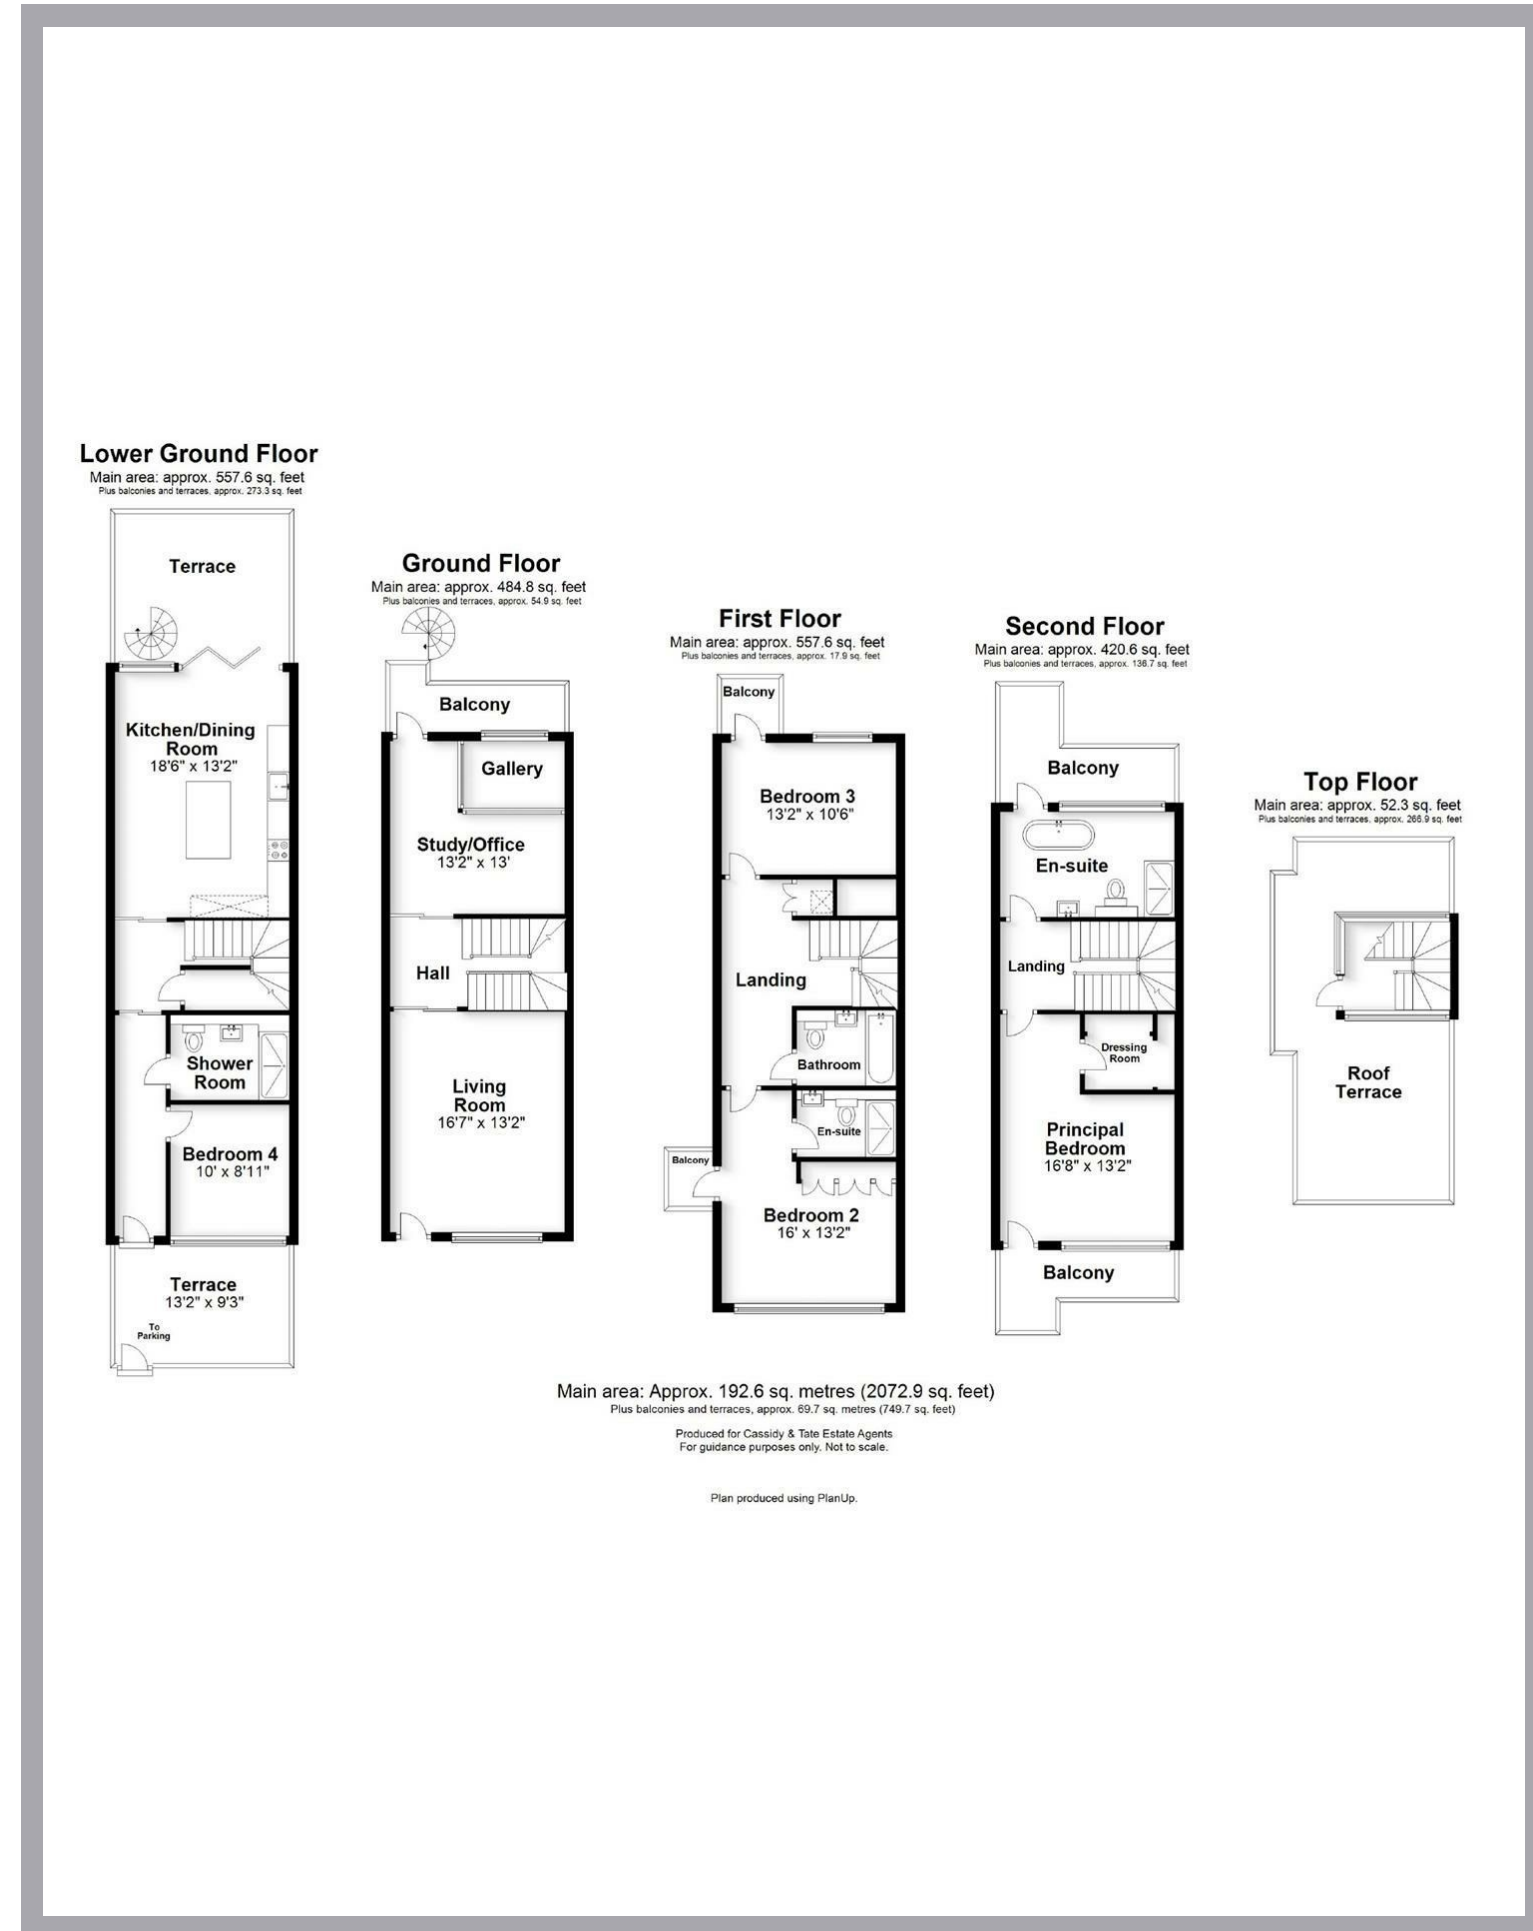 Lower Ground Floor
Main area: approx. 557.6 sq. feet
Plus balconies and terraces, approx. 273.3 sq. feet
Terrace
Kitchen/Dining
Room
18'6" x 13'2"
Shower
Room
Bedroom 4
10' x 8'11"
Terrace
13'2" x 9'3"
To
Parking
Ground Floor
Main area: approx. 484.8 sq. feet
Plus balconies and terraces, approx. 54.9 sq. feet
Balcony
Gallery
Study/Office
13'2" x 13'
Hall
Living
Room
16'7" x 13'2"
First Floor
Main area: approx. 557.6 sq. feet
Plus balconies and terraces, approx. 17.9 sq. feet
Balcony
Bedroom 3
13'2" x 10'6"
Landing
Bathroom
En-suite
Balcony
Bedroom 2
16' x 13'2"
Second Floor
Main area: approx. 420.6 sq. feet
Plus balconies and terraces, approx. 136.7 sq. feet
Balcony
En-suite
Landing
Dressing
Room
Principal
Bedroom
16'8" x 13'2"
Balcony
Top Floor
Main area: approx. 52.3 sq. feet
Plus balconies and terraces, approx. 266.9 sq. feet
Roof
Terrace
Main area: Approx. 192.6 sq. metres (2072.9 sq. feet)
Plus balconies and terraces, approx. 69.7 sq. metres (749.7 sq. feet)
Produced for Cassidy & Tate Estate Agents
For guidance purposes only. Not to scale.
Plan produced using PlanUp.